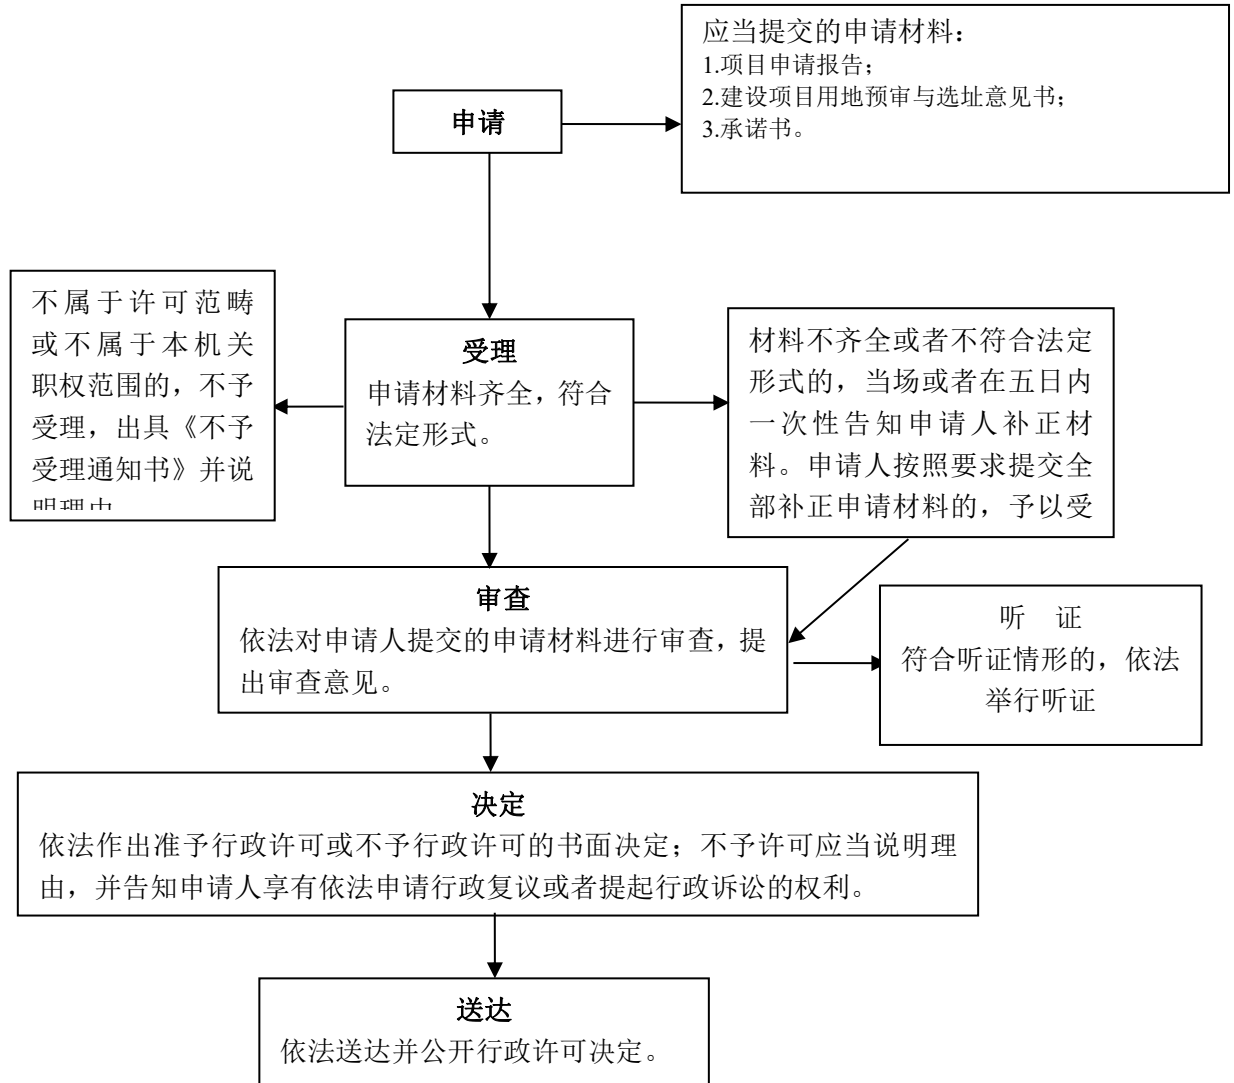 应当提交的申请材料：
1.项目申请报告；
2.建设项目用地预审与选址意见书；
3.承诺书。
申请
不属于许可范畴
或不属于本机关
职权范围的，不予
受理，出具《不予
受理通知书》并说
明理由
受理
申请材料齐全，符合
法定形式。
材料不齐全或者不符合法定
形式的，当场或者在五日内
一次性告知申请人补正材
料。申请人按照要求提交全
部补正申请材料的，予以受
审查
依法对申请人提交的申请材料进行审查，提
出审查意见。
听 证
符合听证情形的，依法
举行听证
决定
依法作出准予行政许可或不予行政许可的书面决定；不予许可应当说明理
由，并告知申请人享有依法申请行政复议或者提起行政诉讼的权利。
送达
依法送达并公开行政许可决定。